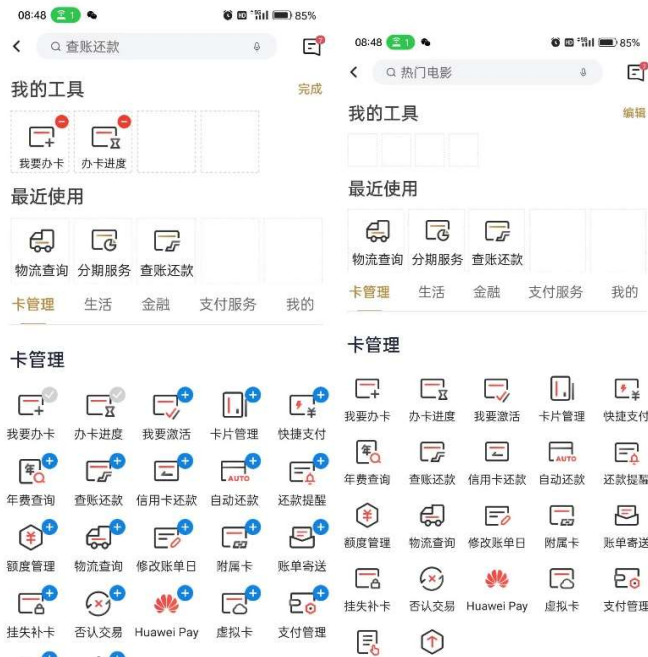 08:48 1 5G 85%
查账还款 7
我的工具 完成
我要办卡 办卡进度
最近使用
物流查询 分期服务 查账还款
卡管理 生活 金融 支付服务 我的
卡管理
我要办卡 办卡进度 我要激活 卡片管理 快捷支付
年费查询 查账还款 信用卡还款 AUTO 自动还款 还款提醒
额度管理 物流查询 修改账单日 附属卡 账单寄送
挂失补卡 否认交易 Huawei Pay 虚拟卡 支付管理
08:48 1 5G 85%
热门电影
我的工具 编辑
最近使用
物流查询 分期服务 查账还款
卡管理 生活 金融 支付服务 我的
卡管理
我要办卡 办卡进度 我要激活 卡片管理 快捷支付
年费查询 查账还款 信用卡还款 AUTO 自动还款 还款提醒
额度管理 物流查询 修改账单日 附属卡 账单寄送
挂失补卡 否认交易 Huawei Pay 虚拟卡 支付管理